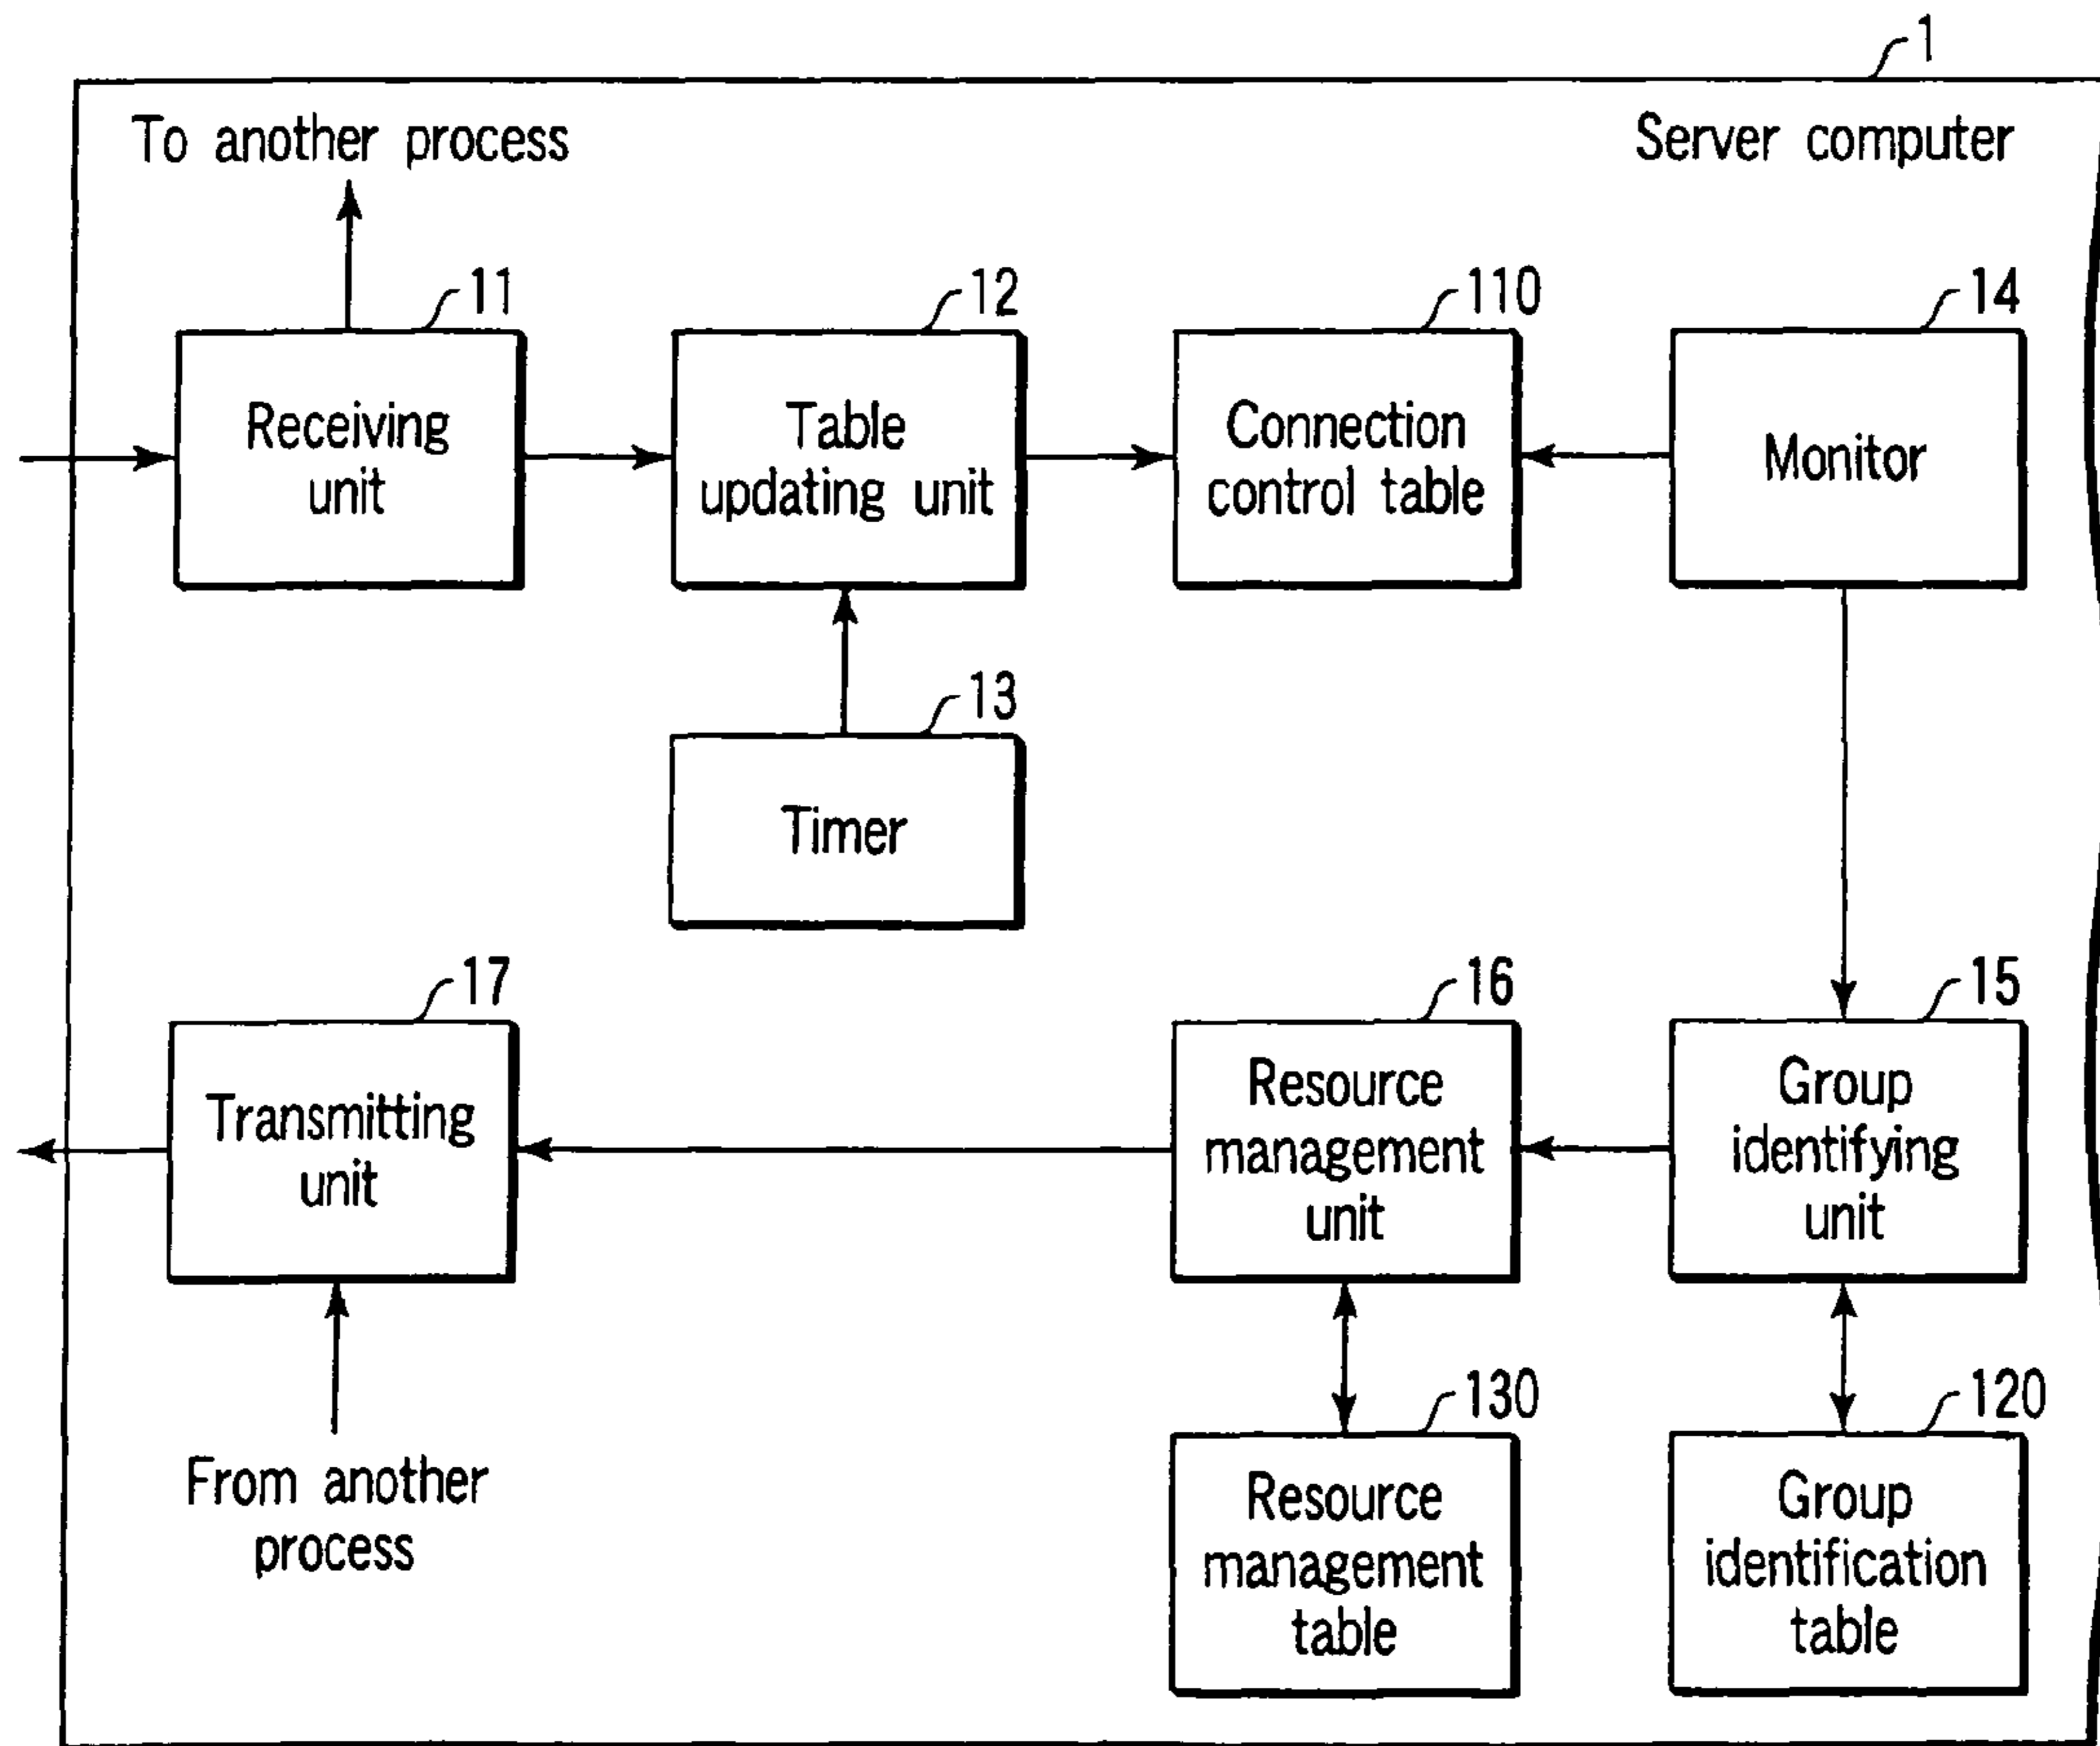 1
To another process
Server computer
11
12
110
14
Receiving
unit
Table
updating unit
Connection
control table
Monitor
13
Timer
17
16
15
Transmitting
unit
Resource
management
unit
Group
identifying
unit
From another
process
130
120
Resource
management
table
Group
identification
table